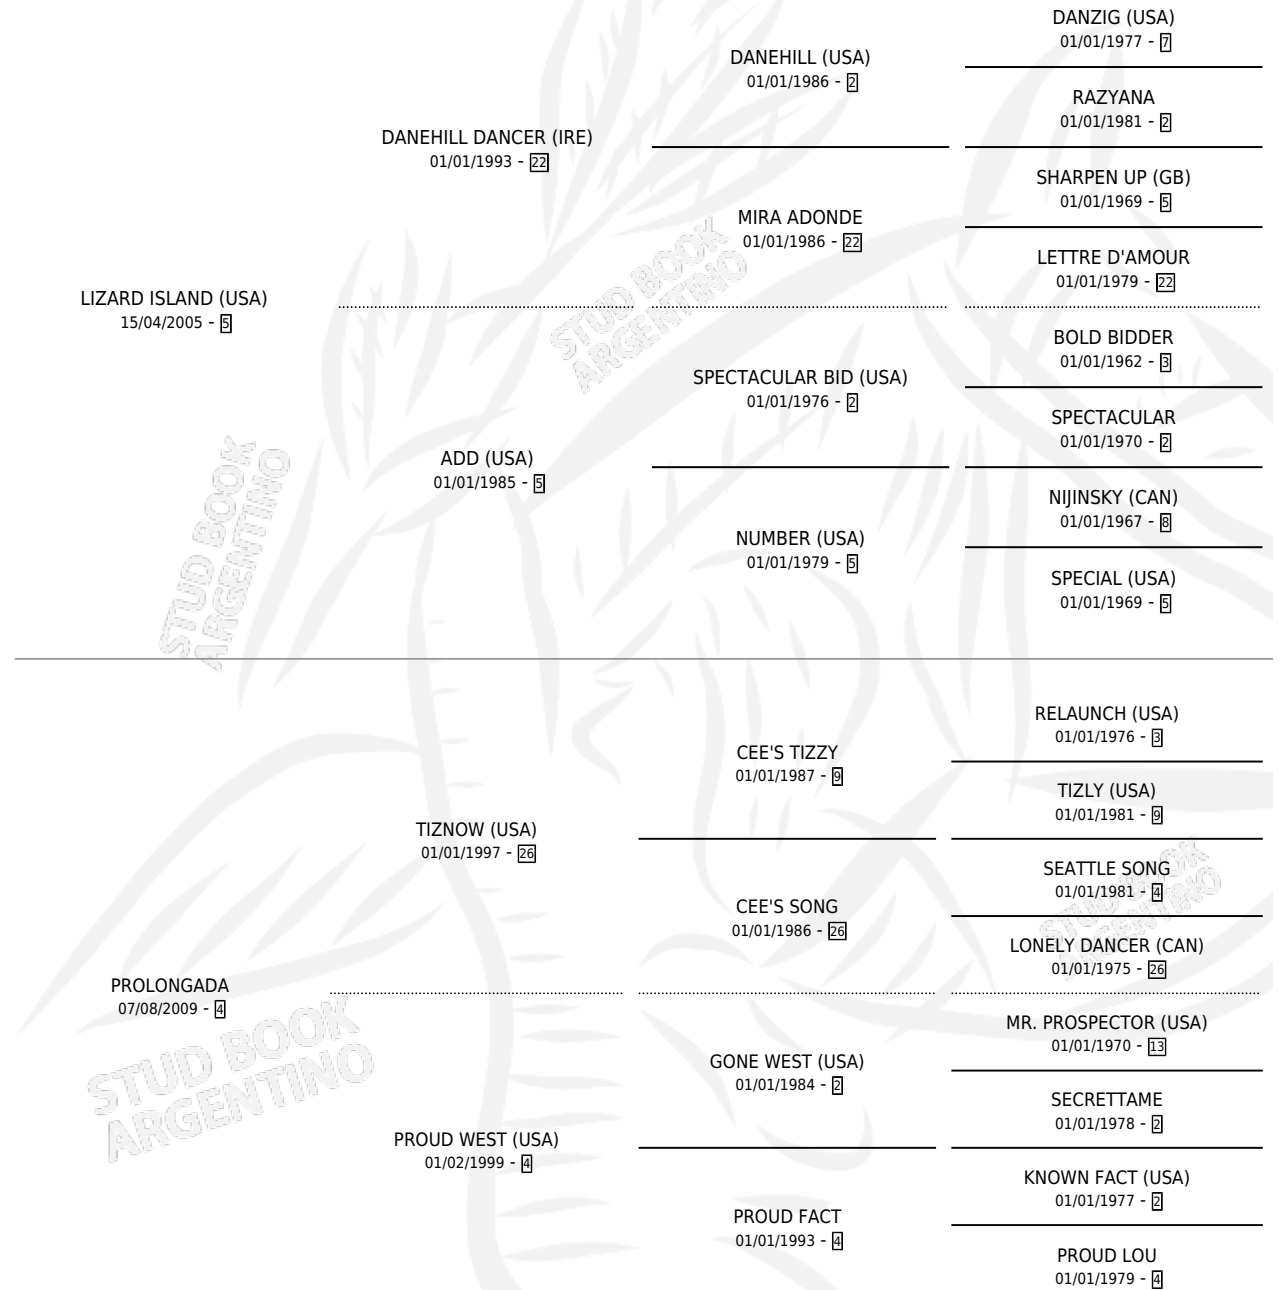 DANZIG (USA)
01/01/1977 - 7
DANEHILL (USA)
01/01/1986 - 2
RAZYANA
01/01/1981 - 2
DANEHILL DANCER (IRE)
01/01/1993 - 22
SHARPEN UP (GB)
01/01/1969 - 5
MIRA ADONDE
01/01/1986 - 22
LETTRE D'AMOUR
01/01/1979 - 22
LIZARD ISLAND (USA)
15/04/2005 - 5
BOLD BIDDER
01/01/1962 - 3
SPECTACULAR BID (USA)
01/01/1976 - 2
SPECTACULAR
01/01/1970 - 2
ADD (USA)
01/01/1985 - 5
NIJINSKY (CAN)
01/01/1967 - 8
NUMBER (USA)
01/01/1979 - 5
SPECIAL (USA)
01/01/1969 - 5
RELAUNCH (USA)
01/01/1976 - 3
CEE'S TIZZY
01/01/1987 - 9
TIZLY (USA)
01/01/1981 - 9
TIZNOW (USA)
01/01/1997 - 26
SEATTLE SONG
01/01/1981 - 4
CEE'S SONG
01/01/1986 - 26
LONELY DANCER (CAN)
01/01/1975 - 26
PROLONGADA
07/08/2009 - 4
MR. PROSPECTOR (USA)
01/01/1970 - 13
GONE WEST (USA)
01/01/1984 - 2
SECRETTAME
01/01/1978 - 2
PROUD WEST (USA)
01/02/1999 - 4
KNOWN FACT (USA)
01/01/1977 - 2
PROUD FACT
01/01/1993 - 4
PROUD LOU
01/01/1979 - 4
STUD BOOK
ARGENTINO
STUD BOOK
ARGENTINO
STUD BOOK
ARGENTINO
STUD BOOK
ARGENTINO